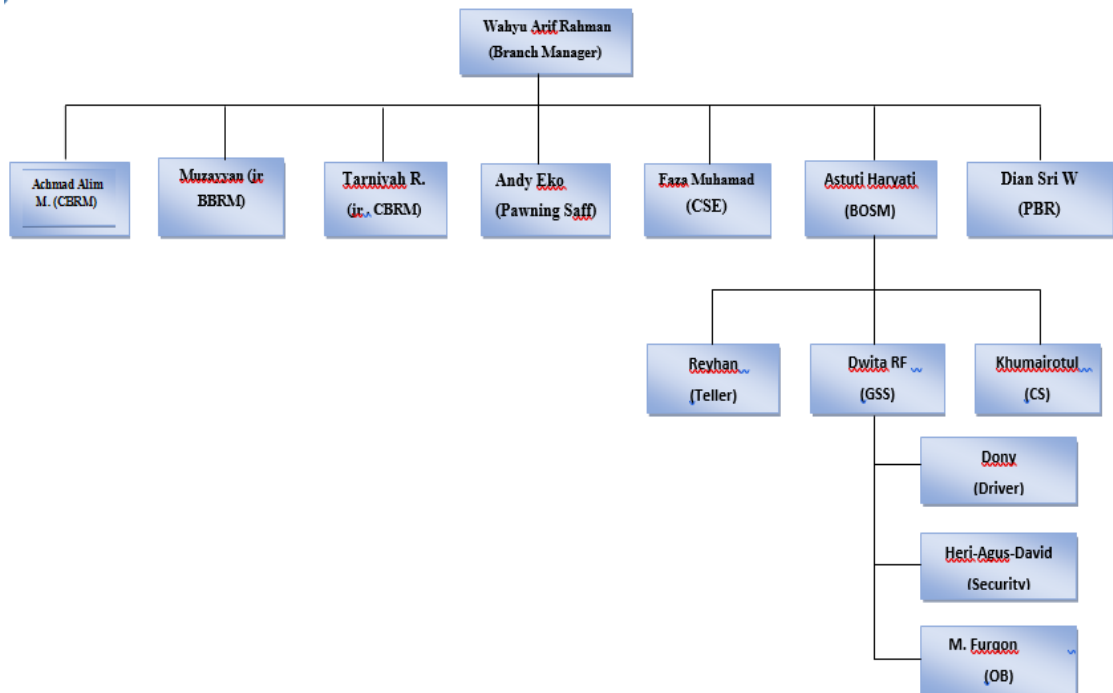 Wahyu Arif Rahman
(Branch Manager)
Achmad Alim
M. (CBRM)
Muzayyan (jr
BBRM)
Tarniyah R.
(jr. CBRM)
Andy Eko
(Pawning Saff)
Faza Muhamad
(CSE)
Astuti Haryati
(BOSM)
Dian Sri W
(PBR)
Reyhan
(Teller)
Dwita RF
(GSS)
Khumairotul
(CS)
Dony
(Driver)
Heri-Agus-David
(Security)
M. Furqon
(OB)